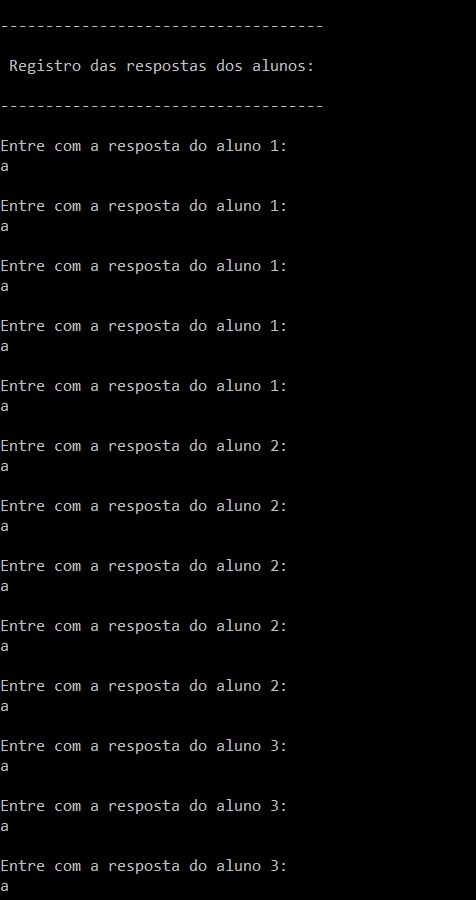 ------------------------------------
Registro das respostas dos alunos:
------------------------------------
Entre com a resposta do aluno 1:
a
Entre com a resposta do aluno 1:
a
Entre com a resposta do aluno 1:
a
Entre com a resposta do aluno 1:
a
Entre com a resposta do aluno 1:
a
Entre com a resposta do aluno 2:
a
Entre com a resposta do aluno 2:
a
Entre com a resposta do aluno 2:
a
Entre com a resposta do aluno 2:
a
Entre com a resposta do aluno 2:
a
Entre com a resposta do aluno 3:
a
Entre com a resposta do aluno 3:
a
Entre com a resposta do aluno 3:
a